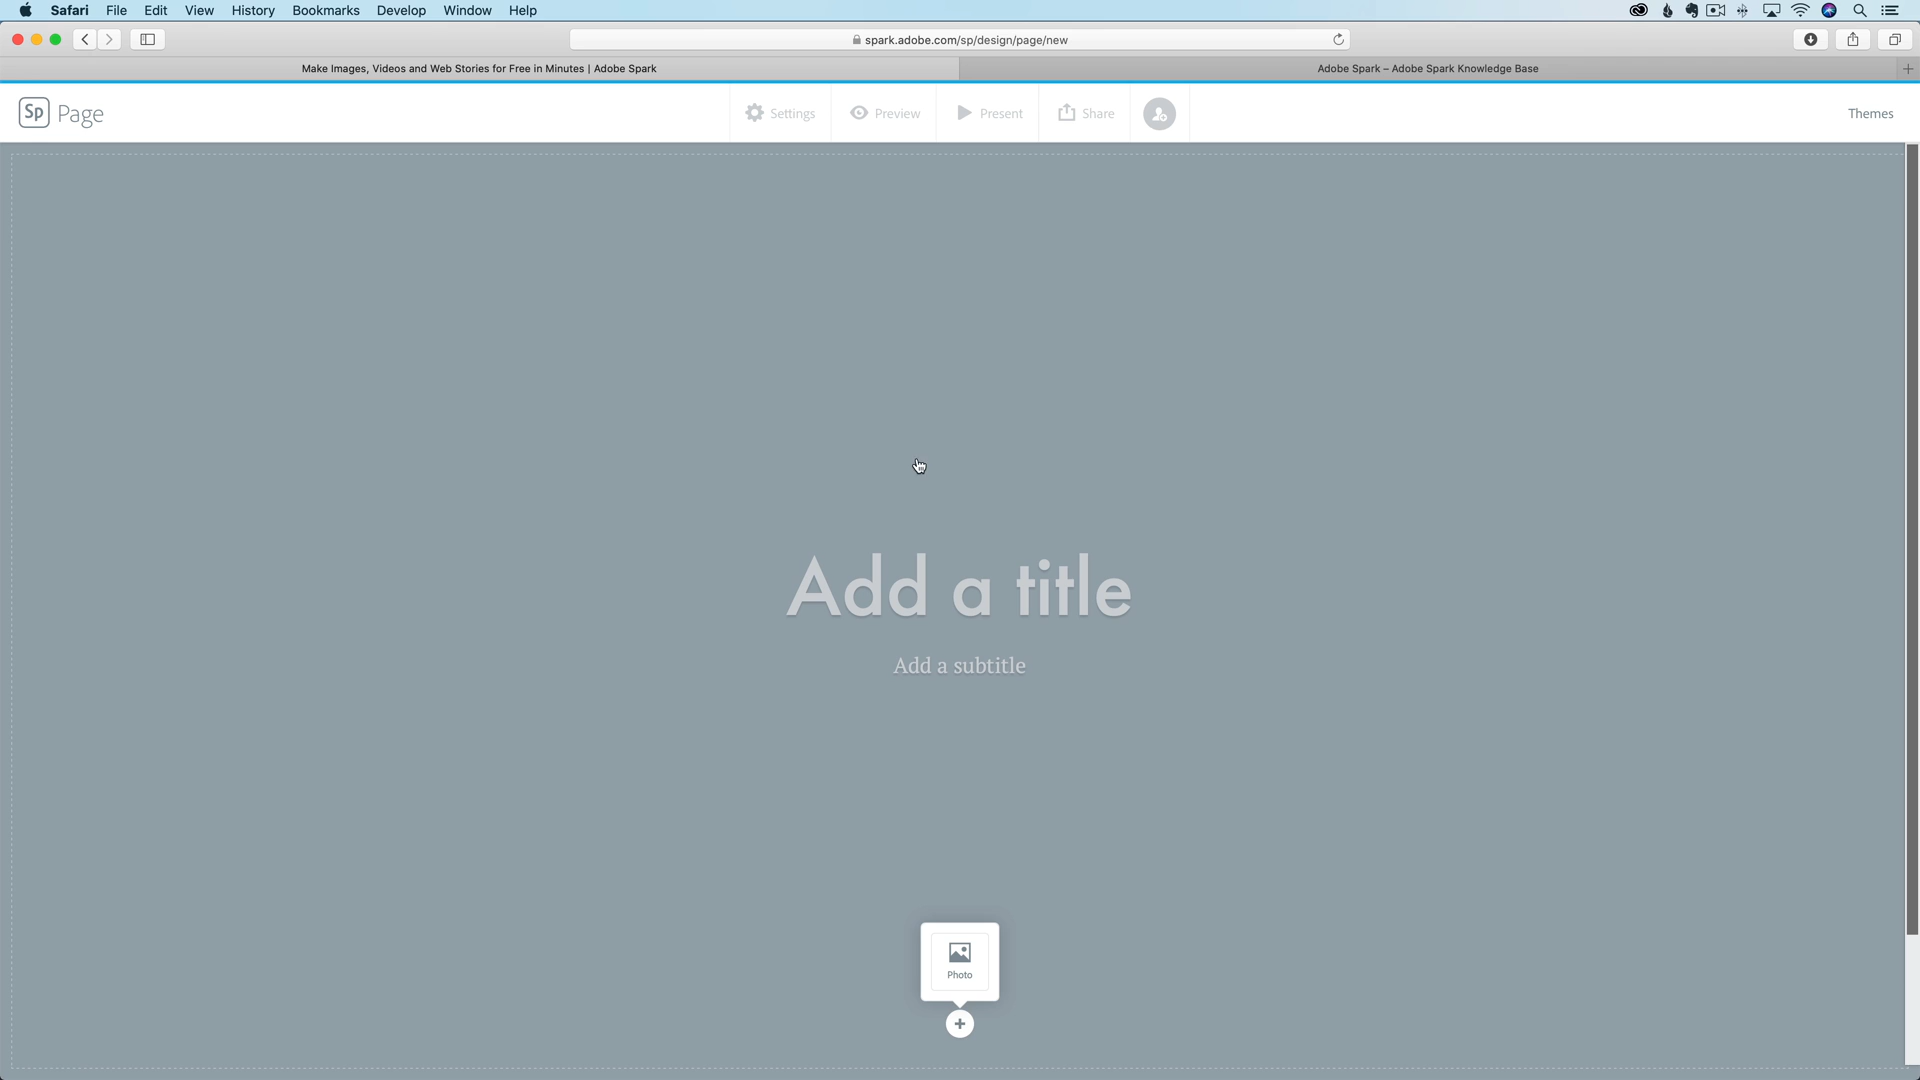 Safari File Edit View History Bookmarks Develop Window Help
spark.adobe.com/sp/design/page/new
Make Images, Videos and Web Stories for Free in Minutes | Adobe Spark
Adobe Spark – Adobe Spark Knowledge Base
Sp Page
Settings
Preview
Present
Share
Themes
Add a title
Add a subtitle
Photo